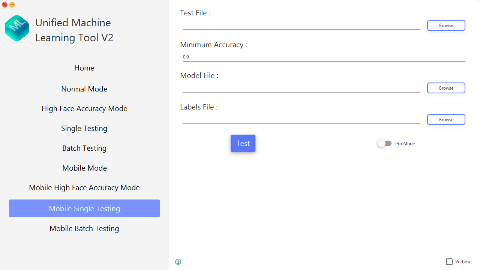 Unified Machine
Learning Tool V2
Home
Normal Mode
High Face Accuracy Mode
Single Testing
Batch Testing
Mobile Mode
Mobile High Face Accuracy Mode
Mobile Single Testing
Mobile Batch Testing
Test File :
Browse
Minimum Accuracy :
0.9
Model File :
Browse
Labels File :
Browse
Test
Pro Mode
Verbose